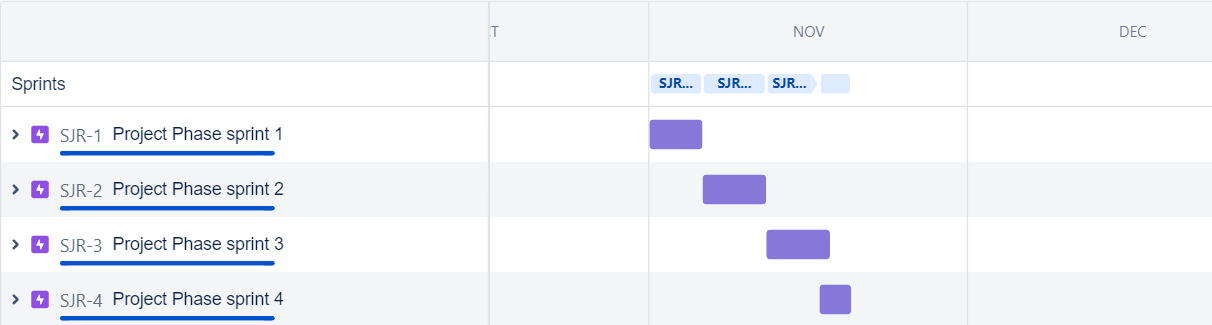 T NOV DEC
Sprints SJR... SJR... SJR...
SJR-1 Project Phase sprint 1
SJR-2 Project Phase sprint 2
SJR-3 Project Phase sprint 3
SJR-4 Project Phase sprint 4